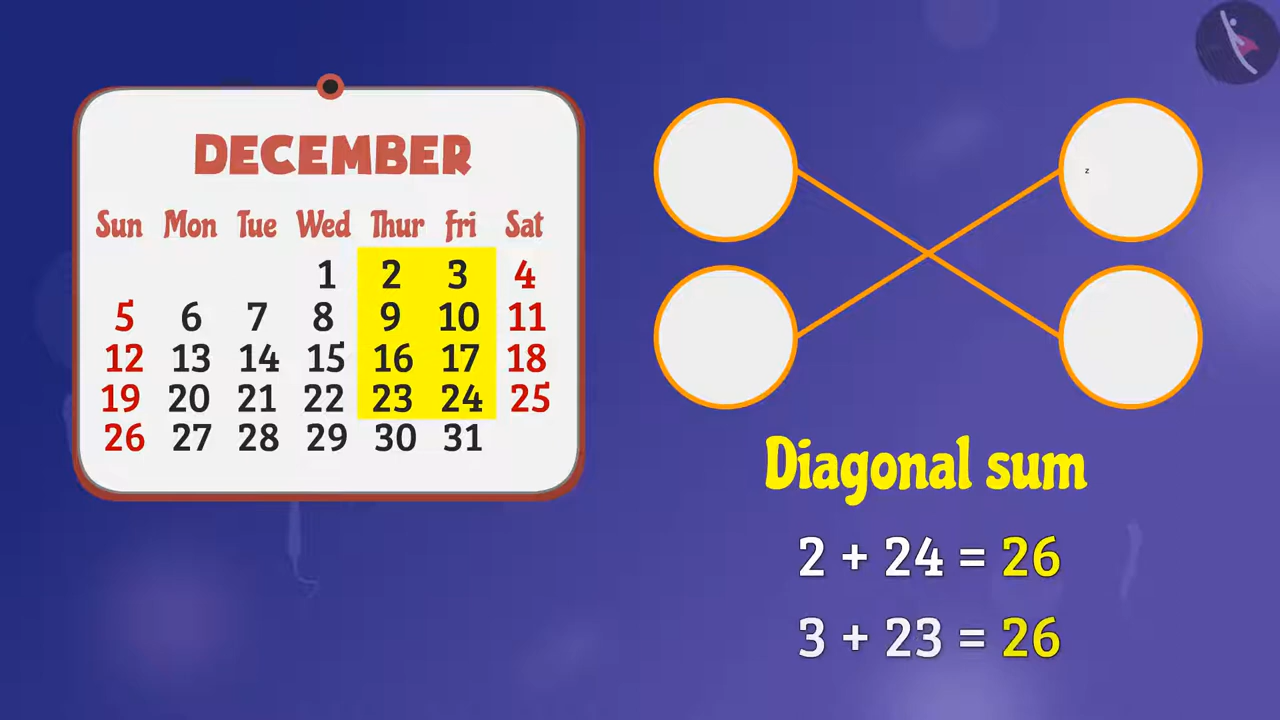 DECEMBER
Sun Mon Tue Wed Thur Fri Sat
1 2 3 4
5 6 7 8 9 10 11
12 13 14 15 16 17 18
19 20 21 22 23 24 25
26 27 28 29 30 31
z
Diagonal sum
2 + 24 = 26
3 + 23 = 26